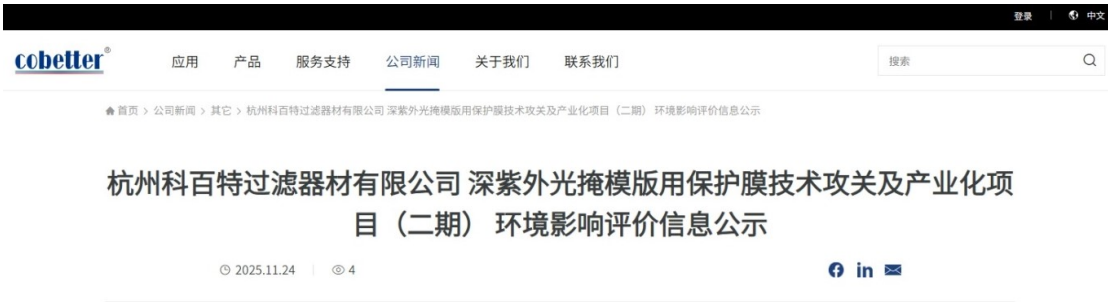 登录 中文
cobetter® 应用 产品 服务支持 公司新闻 关于我们 联系我们 搜索
首页 > 公司新闻 > 其它 > 杭州科百特过滤器材有限公司 深紫外光掩模版用保护膜技术攻关及产业化项目（二期） 环境影响评价信息公示
杭州科百特过滤器材有限公司 深紫外光掩模版用保护膜技术攻关及产业化项
目（二期） 环境影响评价信息公示
2025.11.24 4